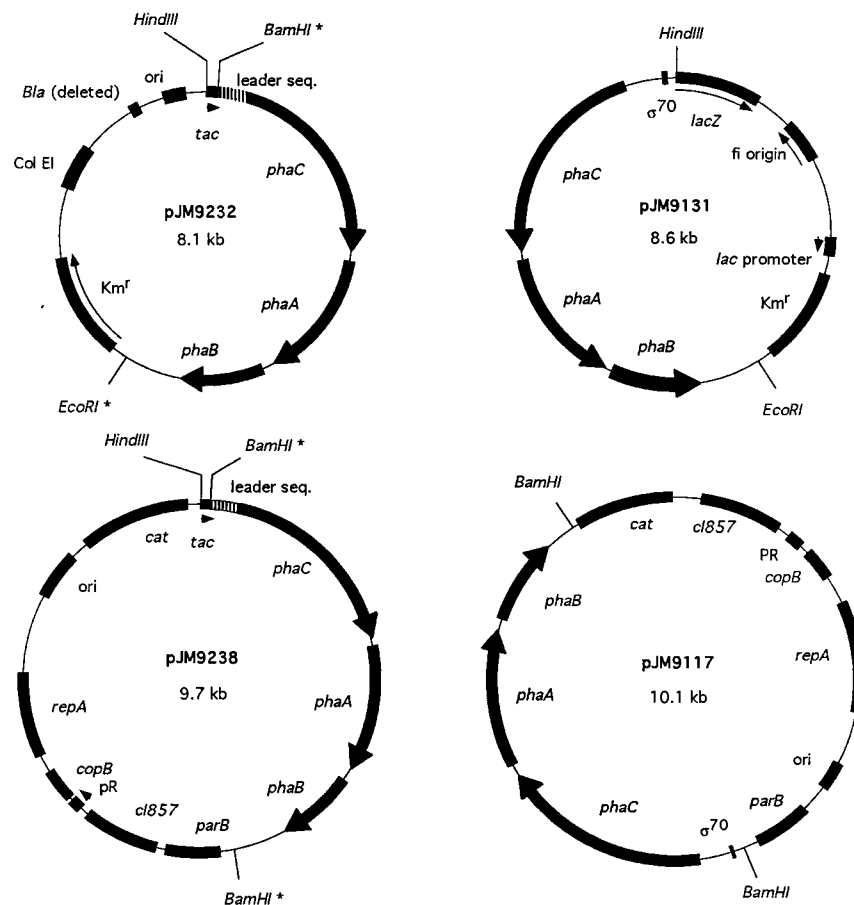 HindIII
BamHI *
ori
leader seq.
Bla (deleted)
tac
Col EI
phaC
pJM9232
8.1 kb
Kmr
phaA
phaB
EcoRI *
HindIII
σ70
lacZ
fi origin
phaC
pJM9131
8.6 kb
lac promoter
Kmr
phaA
phaB
EcoRI
HindIII
BamHI *
leader seq.
cat
tac
ori
phaC
pJM9238
9.7 kb
repA
phaA
copB
pR
phaB
cI857
parB
BamHI *
BamHI
cat
cI857
PR
copB
phaB
pJM9117
10.1 kb
repA
phaA
ori
phaC
parB
σ70
BamHI